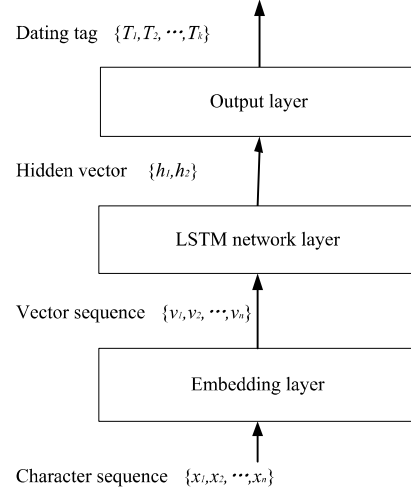 Dating tag {T1,T2,⋯,Tk}
Output layer
Hidden vector {h1,h2}
LSTM network layer
Vector sequence {v1,v2,⋯,vn}
Embedding layer
Character sequence {x1,x2,⋯,xn}